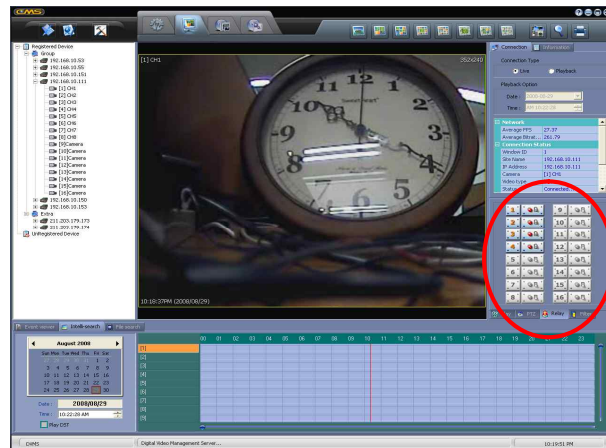 CMS
Registered Device
Group
192.168.10.53
192.168.10.55
192.168.10.151
192.168.10.111
[1] CH1
[2] CH2
[3] CH3
[4] CH4
[5] CH5
[6] CH6
[7] CH7
[8] CH8
[9]Camera
[10]Camera
[11]Camera
[12]Camera
[13]Camera
[14]Camera
[15]Camera
[16]Camera
192.168.10.150
192.168.10.153
Extra
211.203.179.173
211.203.179.174
UnRegistered Device
[1] CH1
352x240
11 12 1
10
9
8
4
6 5
10:18:37PM (2008/08/29)
Connection
Information
Connection Type
Live
Playback
Playback Option
Date :
2008-08-29
Time :
Network
Average FPS 27.37
Average Bitrat... 261.79
Connection Status
Window ID 1
Site Name 192.168.10.111
IP Address 192.168.10.111
Camera [1] CH1
Video type
Status Connected...
1 9
2 10
3 11
4 12
5 13
6 14
7 15
8 16
PTZ
Relay
Filter
Event viewer
Intelli-search
File search
August 2008
Sun Mon Tue Wed Thu Fri Sat
1 2
3 4 5 6 7 8 9
10 11 12 13 14 15 16
17 18 19 20 21 22 23
24 25 26 27 28 30
Date : 2008/08/29
Time : 10:22:28 AM
Play DST
00 01 02 03 04 05 06 07 08 09 10 11 12 13 14 15 16 17 18 19 20 21 22 23
[1]
[2]
[3]
[4]
[5]
[6]
[7]
[8]
[9]
Digital Video Management Server...
10:19:51 PM